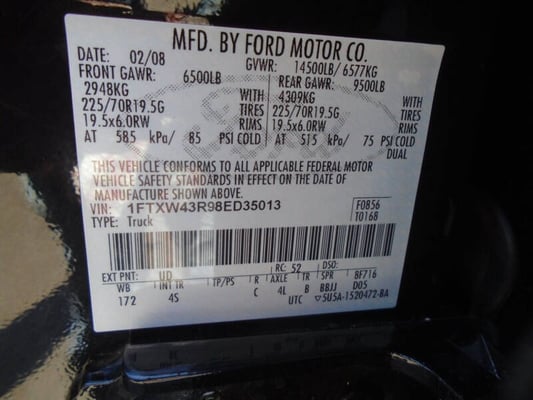 MFD. BY FORD MOTOR CO.
DATE: 02/08 GVWR: 14500LB/ 6577KG
FRONT GAWR: 6500LB REAR GAWR: 9500LB
2948KG WITH 4309KG WITH
225/70R19.5G TIRES 225/70R19.5G TIRES
19.5x6.0RW RIMS 19.5x6.0RW RIMS
AT 585 kPa/ 85 PSI COLD AT 515 kPa/ 75 PSI COLD
DUAL
THIS VEHICLE CONFORMS TO ALL APPLICABLE FEDERAL MOTOR
VEHICLE SAFETY STANDARDS IN EFFECT ON THE DATE OF
MANUFACTURE SHOWN ABOVE.
VIN: 1FTXW43R98ED35013 F0856
TYPE: Truck T0168
EXT PNT: UD RC: 52 DSO:
WB INT TR TP/PS R AXLE TR SPR BF716
172 4S C 4L B BBJJ D05
UTC ▽5U5A-1520472-BA